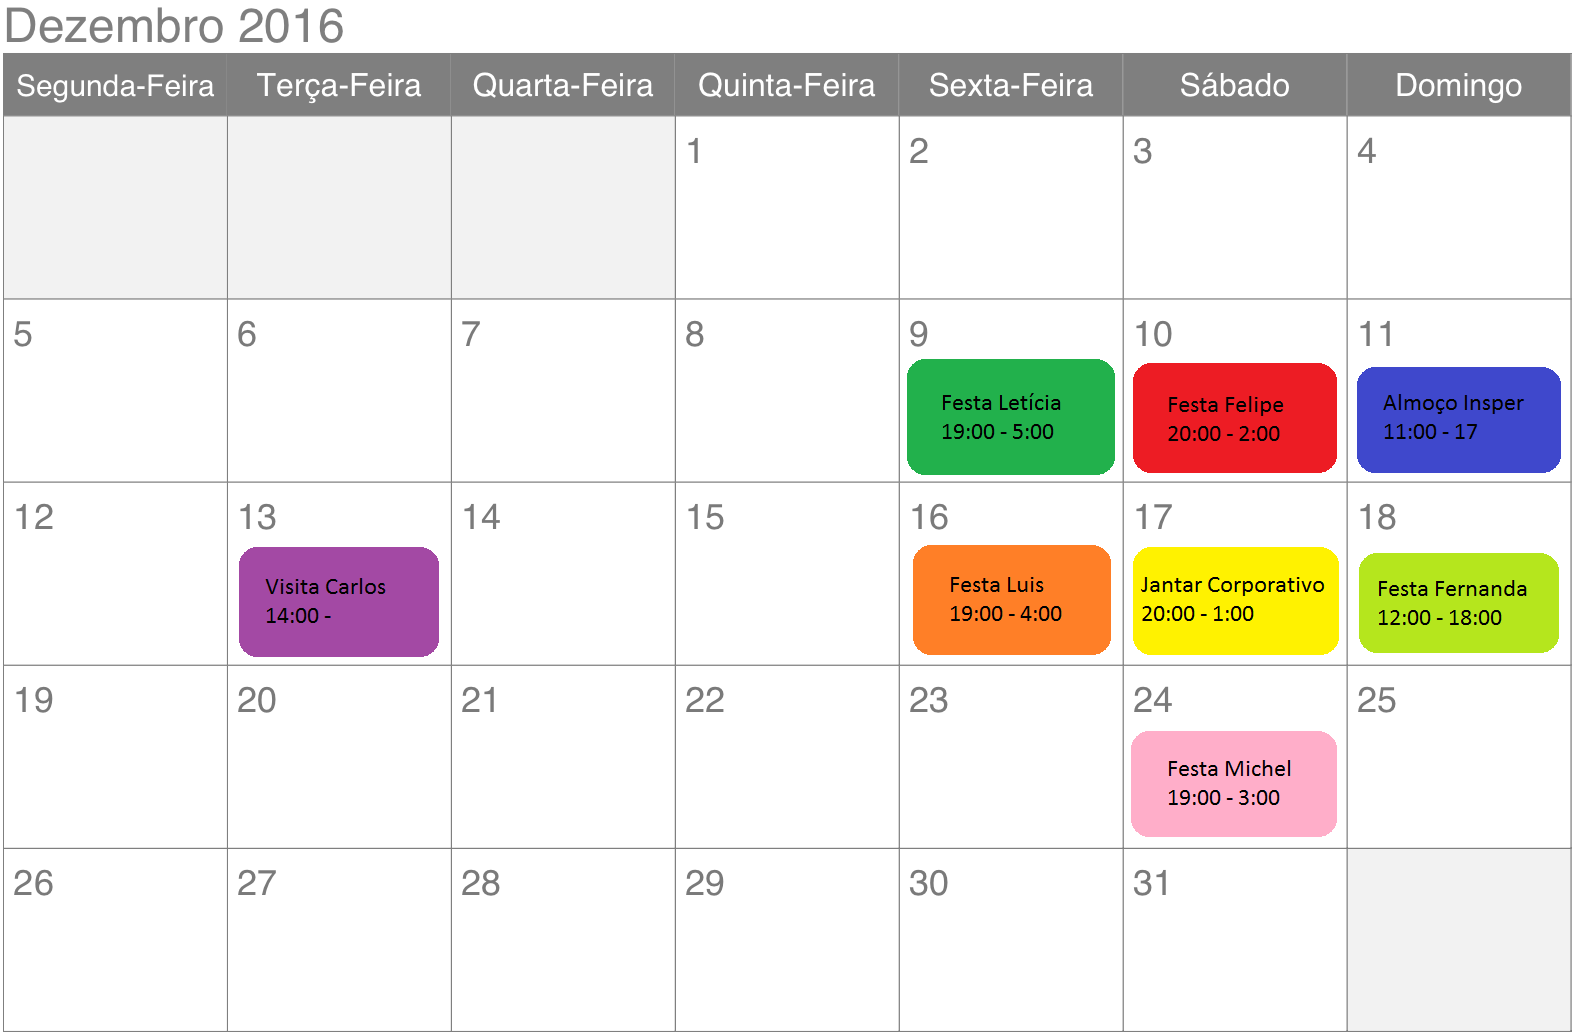 Dezembro 2016
Segunda-Feira Terça-Feira Quarta-Feira Quinta-Feira Sexta-Feira Sábado Domingo
1 2 3 4
5 6 7 8 9 10 11
Festa Letícia
19:00 - 5:00
Festa Felipe
20:00 - 2:00
Almoço Insper
11:00 - 17
12 13 14 15 16 17 18
Visita Carlos
14:00 -
Festa Luis
19:00 - 4:00
Jantar Corporativo
20:00 - 1:00
Festa Fernanda
12:00 - 18:00
19 20 21 22 23 24 25
Festa Michel
19:00 - 3:00
26 27 28 29 30 31